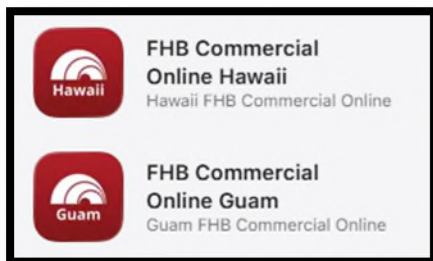 Hawaii
FHB Commercial
Online Hawaii
Hawaii FHB Commercial Online
Guam
FHB Commercial
Online Guam
Guam FHB Commercial Online